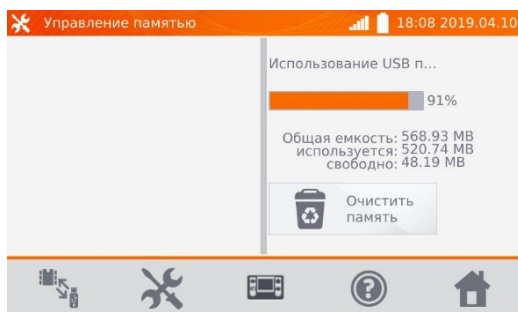 Управление памятью
18:08 2019.04.10
Использование USB п...
91%
Общая емкость: 568.93 MB
используется: 520.74 MB
свободно: 48.19 MB
Очистить
память